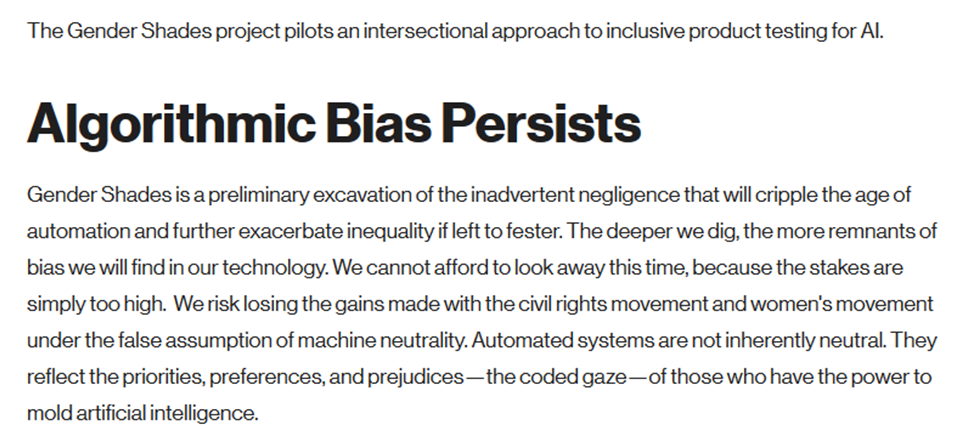 The Gender Shades project pilots an intersectional approach to inclusive product testing for AI.
Algorithmic Bias Persists
Gender Shades is a preliminary excavation of the inadvertent negligence that will cripple the age of
automation and further exacerbate inequality if left to fester. The deeper we dig, the more remnants of
bias we will find in our technology. We cannot afford to look away this time, because the stakes are
simply too high. We risk losing the gains made with the civil rights movement and women's movement
under the false assumption of machine neutrality. Automated systems are not inherently neutral. They
reflect the priorities, preferences, and prejudices—the coded gaze—of those who have the power to
mold artificial intelligence.